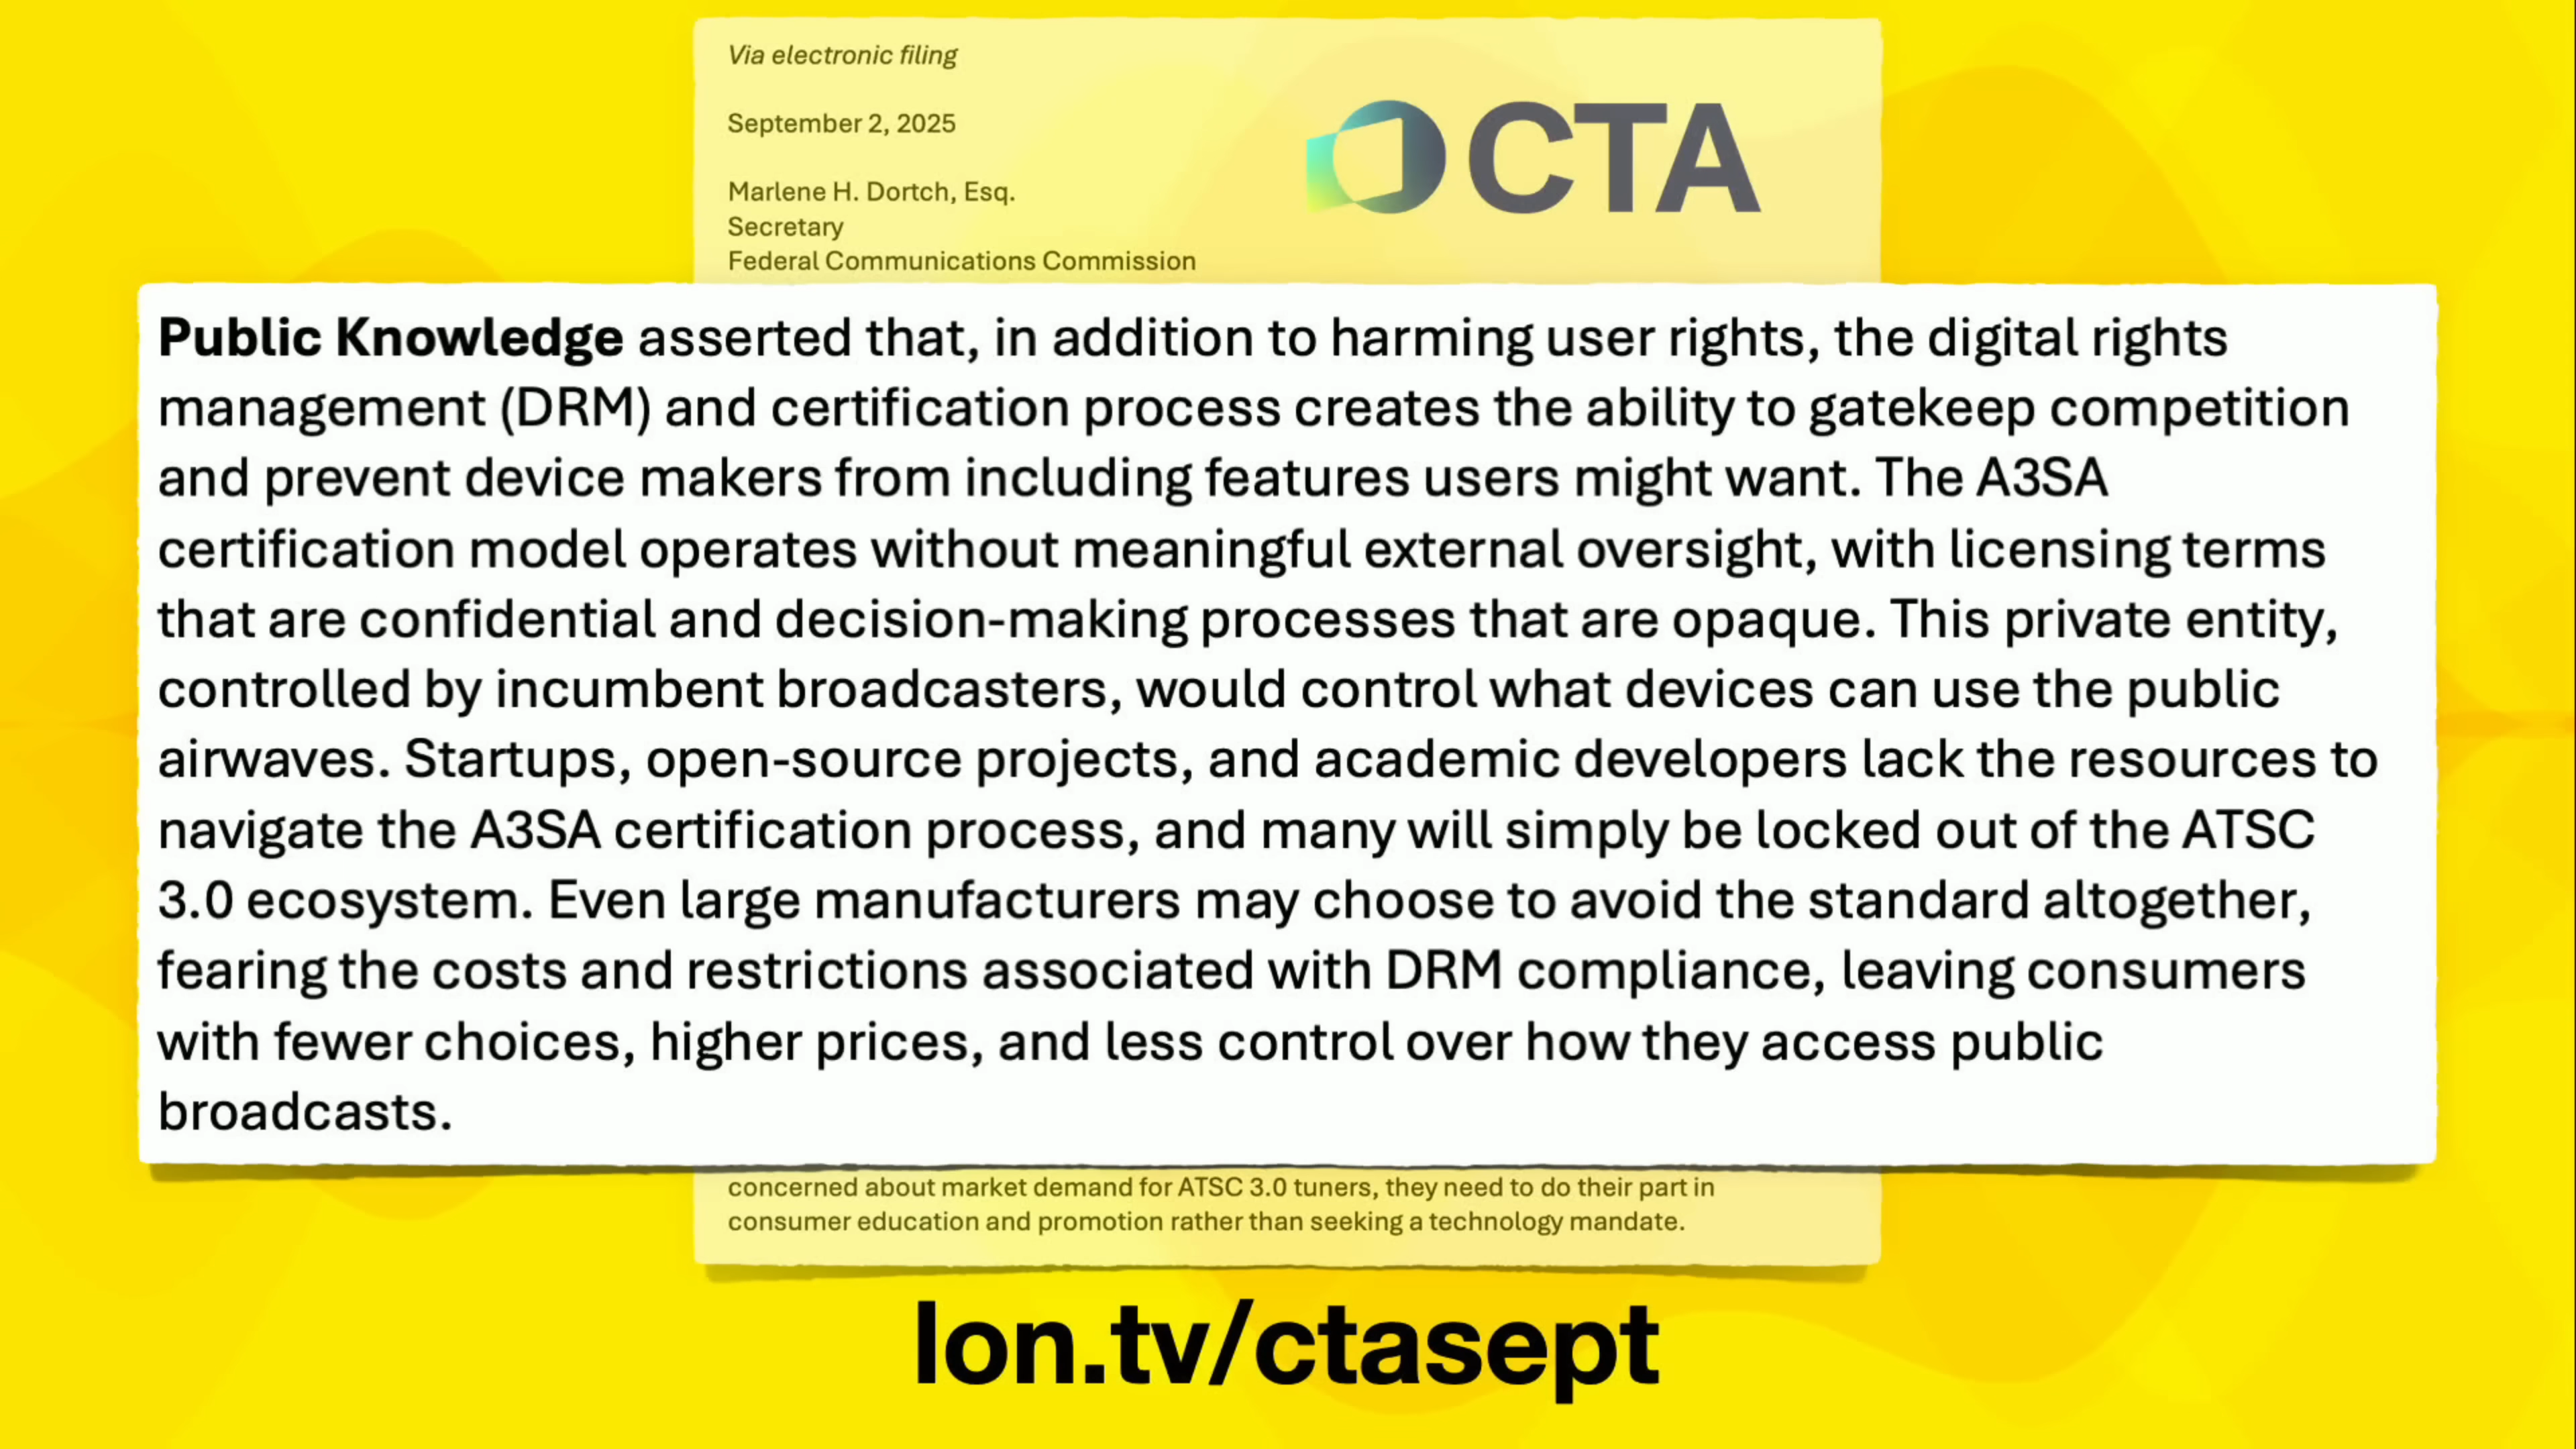 Via electronic filing
September 2, 2025
CTA
Marlene H. Dortch, Esq.
Secretary
Federal Communications Commission
Public Knowledge asserted that, in addition to harming user rights, the digital rights
management (DRM) and certification process creates the ability to gatekeep competition
and prevent device makers from including features users might want. The A3SA
certification model operates without meaningful external oversight, with licensing terms
that are confidential and decision-making processes that are opaque. This private entity,
controlled by incumbent broadcasters, would control what devices can use the public
airwaves. Startups, open-source projects, and academic developers lack the resources to
navigate the A3SA certification process, and many will simply be locked out of the ATSC
3.0 ecosystem. Even large manufacturers may choose to avoid the standard altogether,
fearing the costs and restrictions associated with DRM compliance, leaving consumers
with fewer choices, higher prices, and less control over how they access public
broadcasts.
concerned about market demand for ATSC 3.0 tuners, they need to do their part in
consumer education and promotion rather than seeking a technology mandate.
lon.tv/ctasept